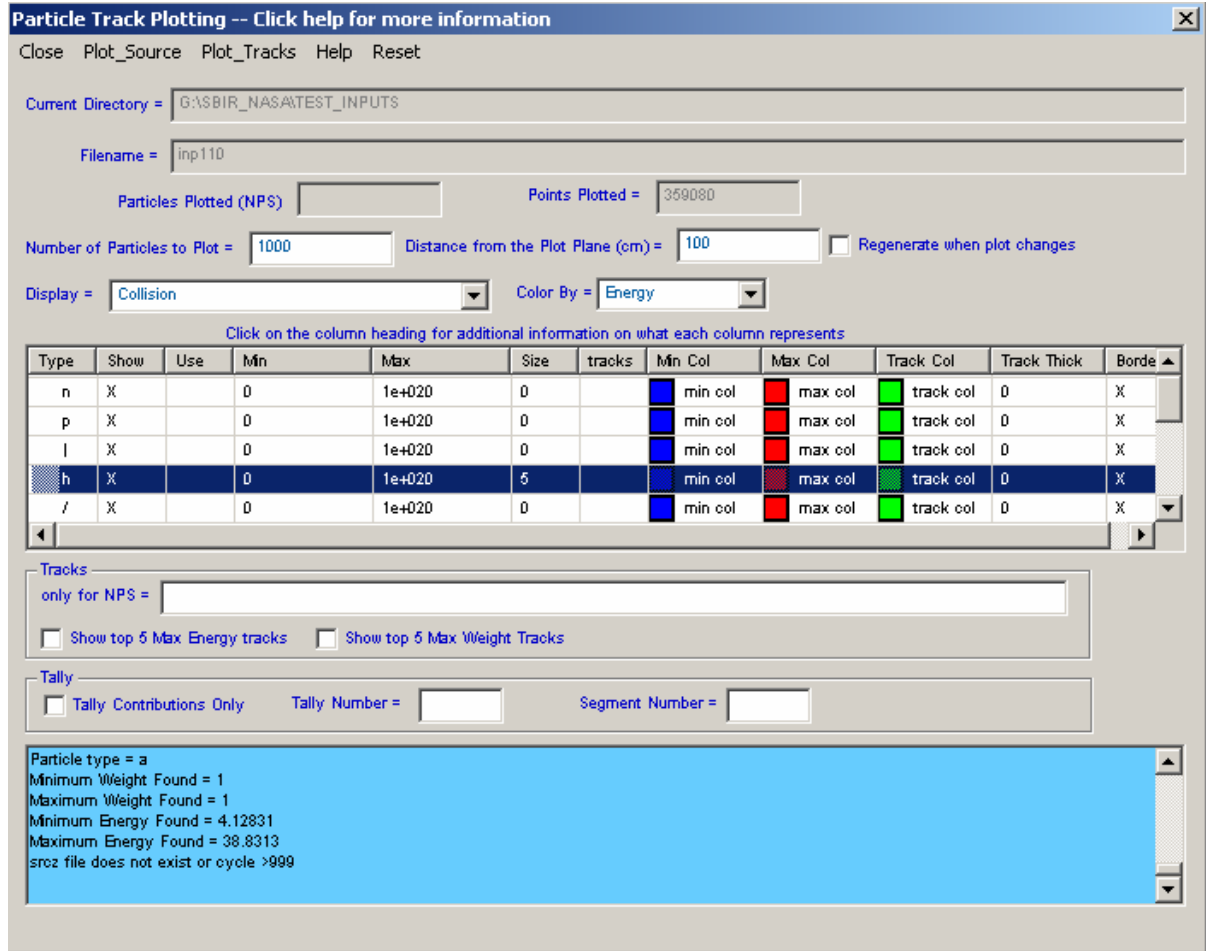 Particle Track Plotting -- Click help for more information
Close Plot_Source Plot_Tracks Help Reset
Current Directory = G:\SBIR_NASA\TEST_INPUTS
Filename = inp110
Particles Plotted (NPS) Points Plotted = 359080
Number of Particles to Plot = 1000 Distance from the Plot Plane (cm) = 100 Regenerate when plot changes
Display = Collision Color By = Energy
Click on the column heading for additional information on what each column represents
Type Show Use Min Max Size tracks Min Col Max Col Track Col Track Thick Borde
n X 0 1e+020 0 min col max col track col 0 X
p X 0 1e+020 0 min col max col track col 0 X
| X 0 1e+020 0 min col max col track col 0 X
h X 0 1e+020 5 min col max col track col 0 X
/ X 0 1e+020 0 min col max col track col 0 X
Tracks
only for NPS =
Show top 5 Max Energy tracks Show top 5 Max Weight Tracks
Tally
Tally Contributions Only Tally Number = Segment Number =
Particle type = a
Minimum Weight Found = 1
Maximum Weight Found = 1
Minimum Energy Found = 4.12831
Maximum Energy Found = 38.8313
srcz file does not exist or cycle >999